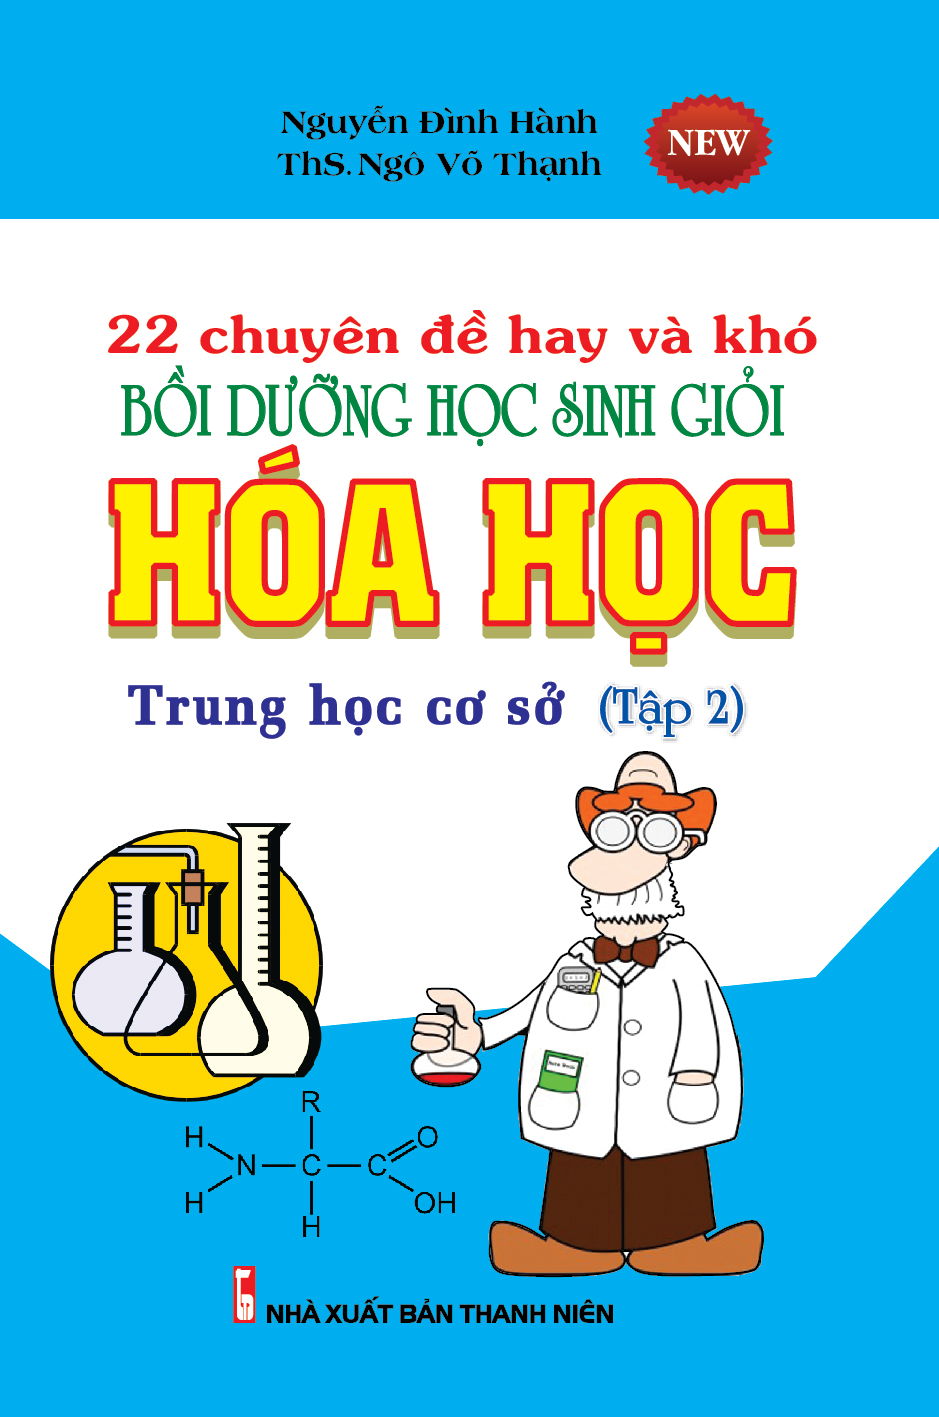 Nguyễn Đình Hành
ThS. Ngô Võ Thạnh
NEW
22 chuyên đề hay và khó
BỒI DƯỠNG HỌC SINH GIỎI
HÓA HỌC
Trung học cơ sở (Tập 2)
R
H O
N C C
H OH
H
NHÀ XUẤT BẢN THANH NIÊN